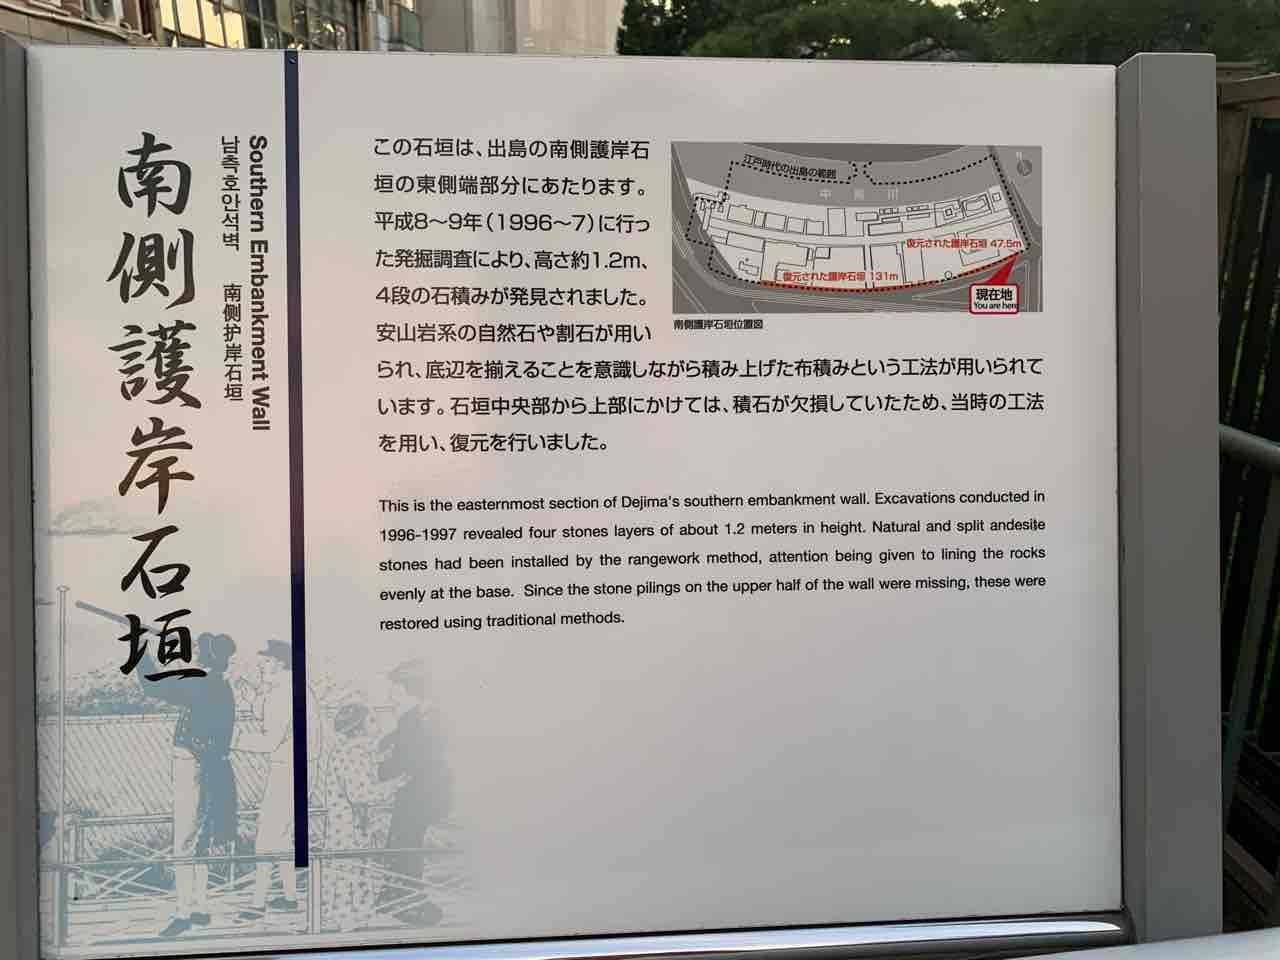 南側護岸石垣
Southern Embankment Wall
남측호안석벽 南侧护岸石垣
この石垣は、出島の南側護岸石
垣の東側端部分にあたります。
平成8〜9年(1996〜7)に行っ
た発掘調査により、高さ約1.2m、
4段の石積みが発見されました。
安山岩系の自然石や割石が用い
られ、底辺を揃えることを意識しながら積み上げた布積みという工法が用いられて
います。石垣中央部から上部にかけては、積石が欠損していたため、当時の工法
を用い、復元を行いました。
江戸時代の出島の範囲
中島川
復元された護岸石垣 47.5m
復元された護岸石垣 131m
現在地
You are here
南側護岸石垣位置図
This is the easternmost section of Dejima's southern embankment wall. Excavations conducted in
1996-1997 revealed four stones layers of about 1.2 meters in height. Natural and split andesite
stones had been installed by the rangework method, attention being given to lining the rocks
evenly at the base. Since the stone pilings on the upper half of the wall were missing, these were
restored using traditional methods.